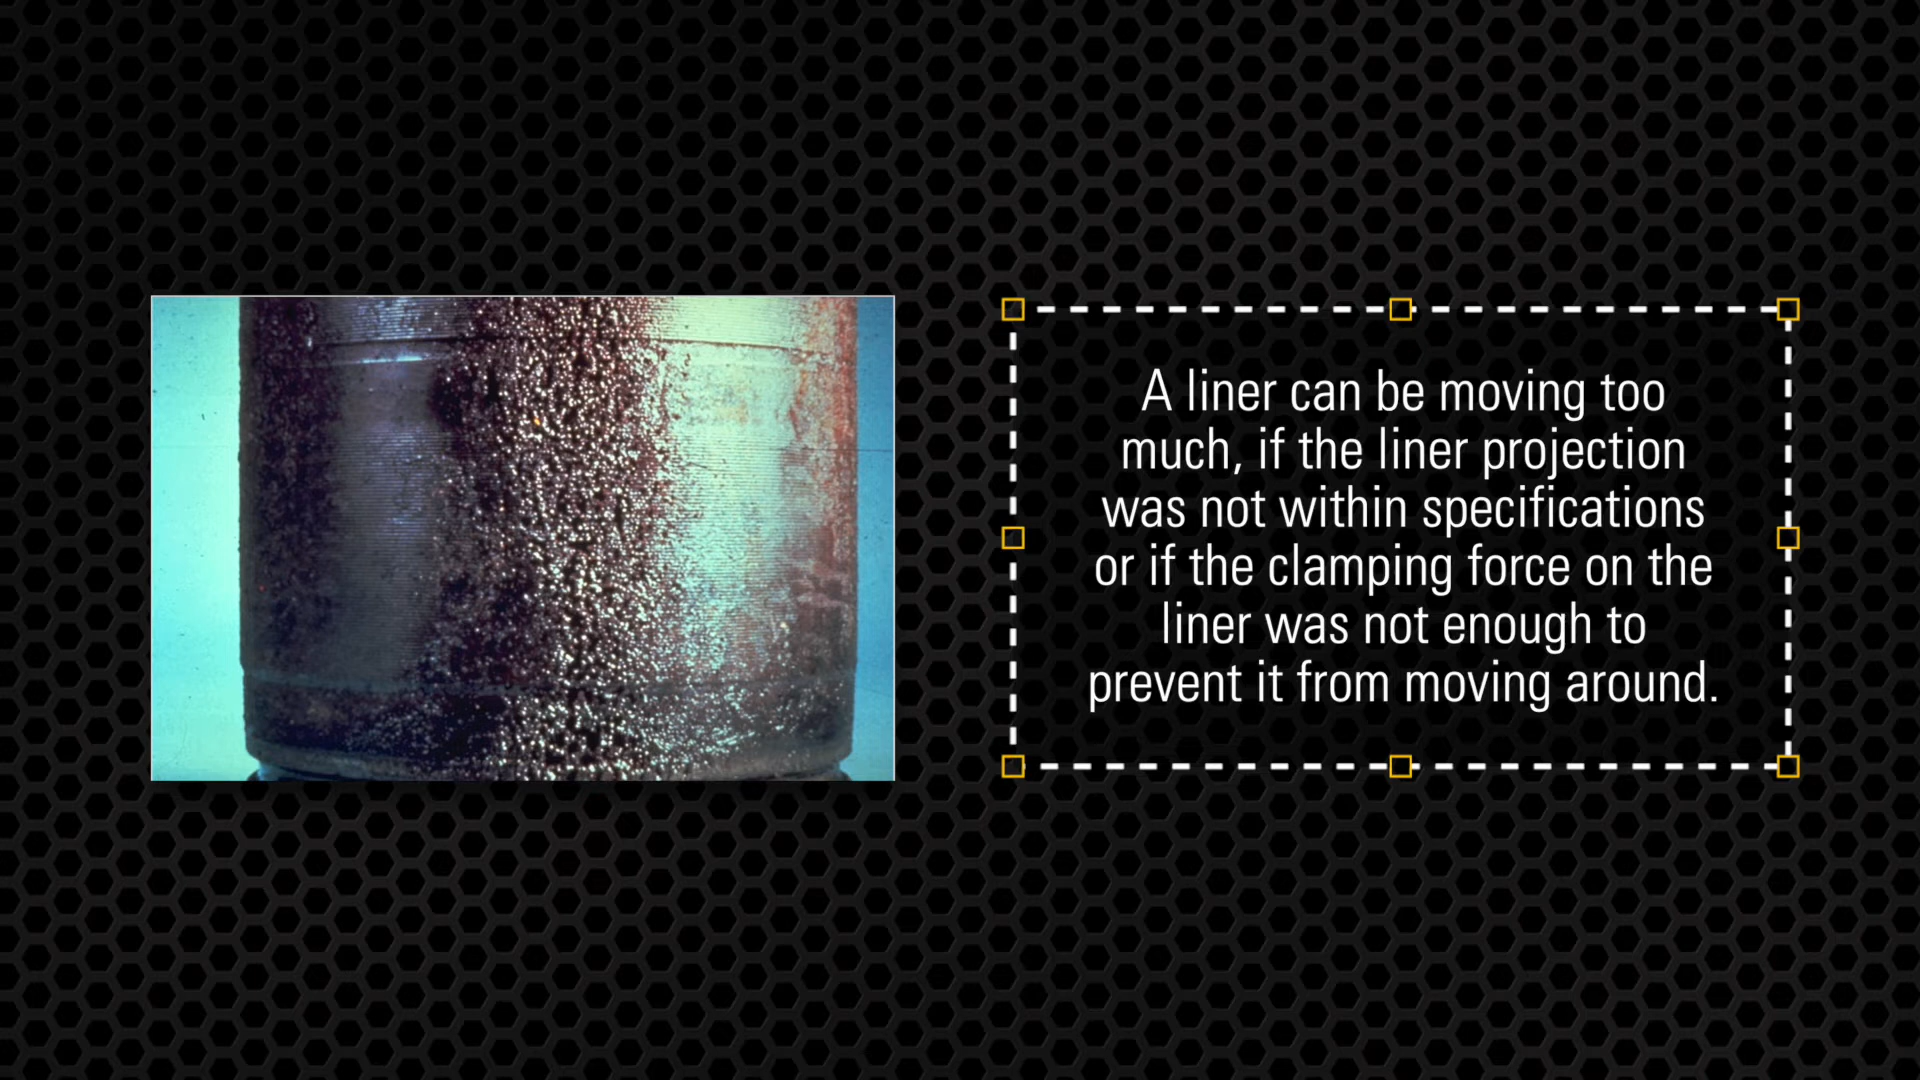 A liner can be moving too
much, if the liner projection
was not within specifications
or if the clamping force on the
liner was not enough to
prevent it from moving around.